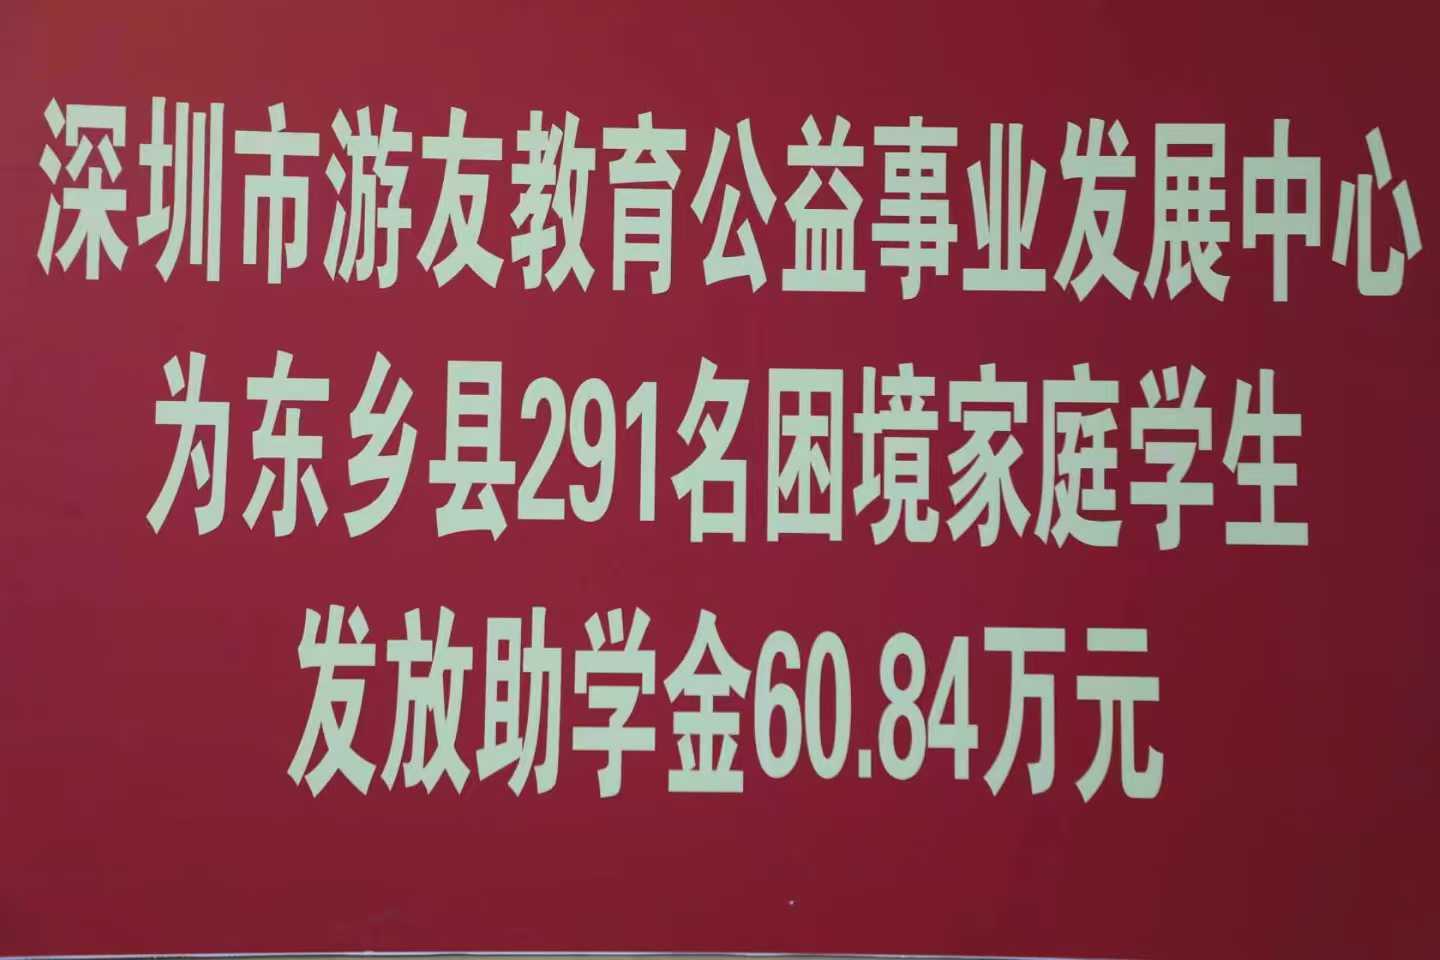 深圳市游友教育公益事业发展中心
为东乡县291名困境家庭学生
发放助学金60.84万元